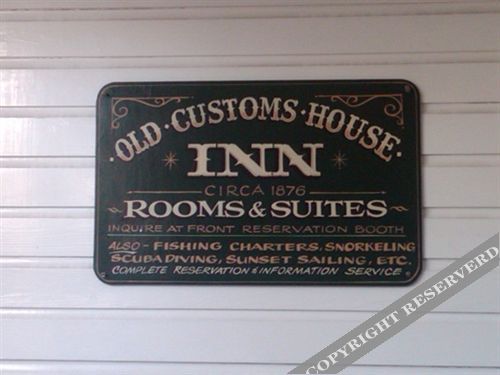 OLD · CUSTOMS · HOUSE ·
INN
CIRCA 1876
ROOMS & SUITES
INQUIRE AT FRONT RESERVATION BOOTH
ALSO - FISHING CHARTERS, SNORKELING
SCUBA DIVING, SUNSET SAILING, ETC.
COMPLETE RESERVATION & INFORMATION SERVICE
COPYRIGHT RESERVERD